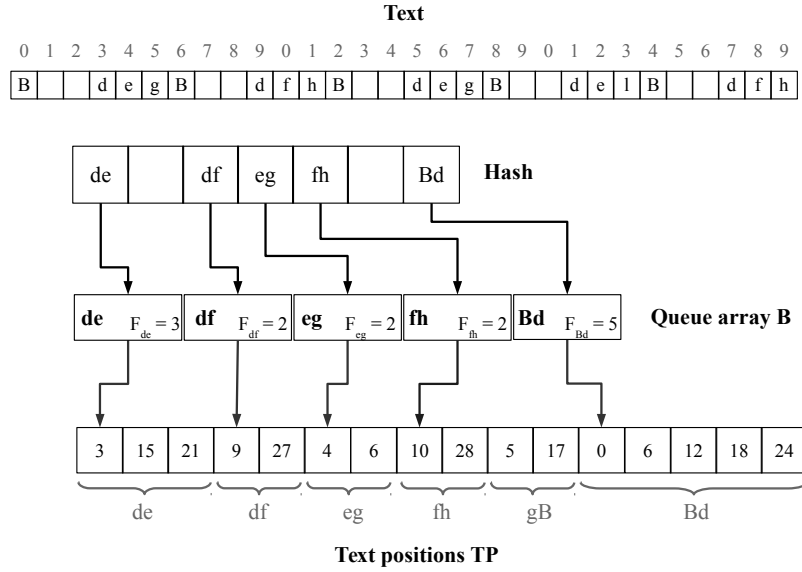 Text
0 1 2 3 4 5 6 7 8 9 0 1 2 3 4 5 6 7 8 9 0 1 2 3 4 5 6 7 8 9
B d e g B d f h B d e g B d e l B d f h
de df eg fh Bd Hash
de F_de = 3 df F_df = 2 eg F_eg = 2 fh F_fh = 2 Bd F_Bd = 5 Queue array B
3 15 21 9 27 4 6 10 28 5 17 0 6 12 18 24
de df eg fh gB Bd
Text positions TP